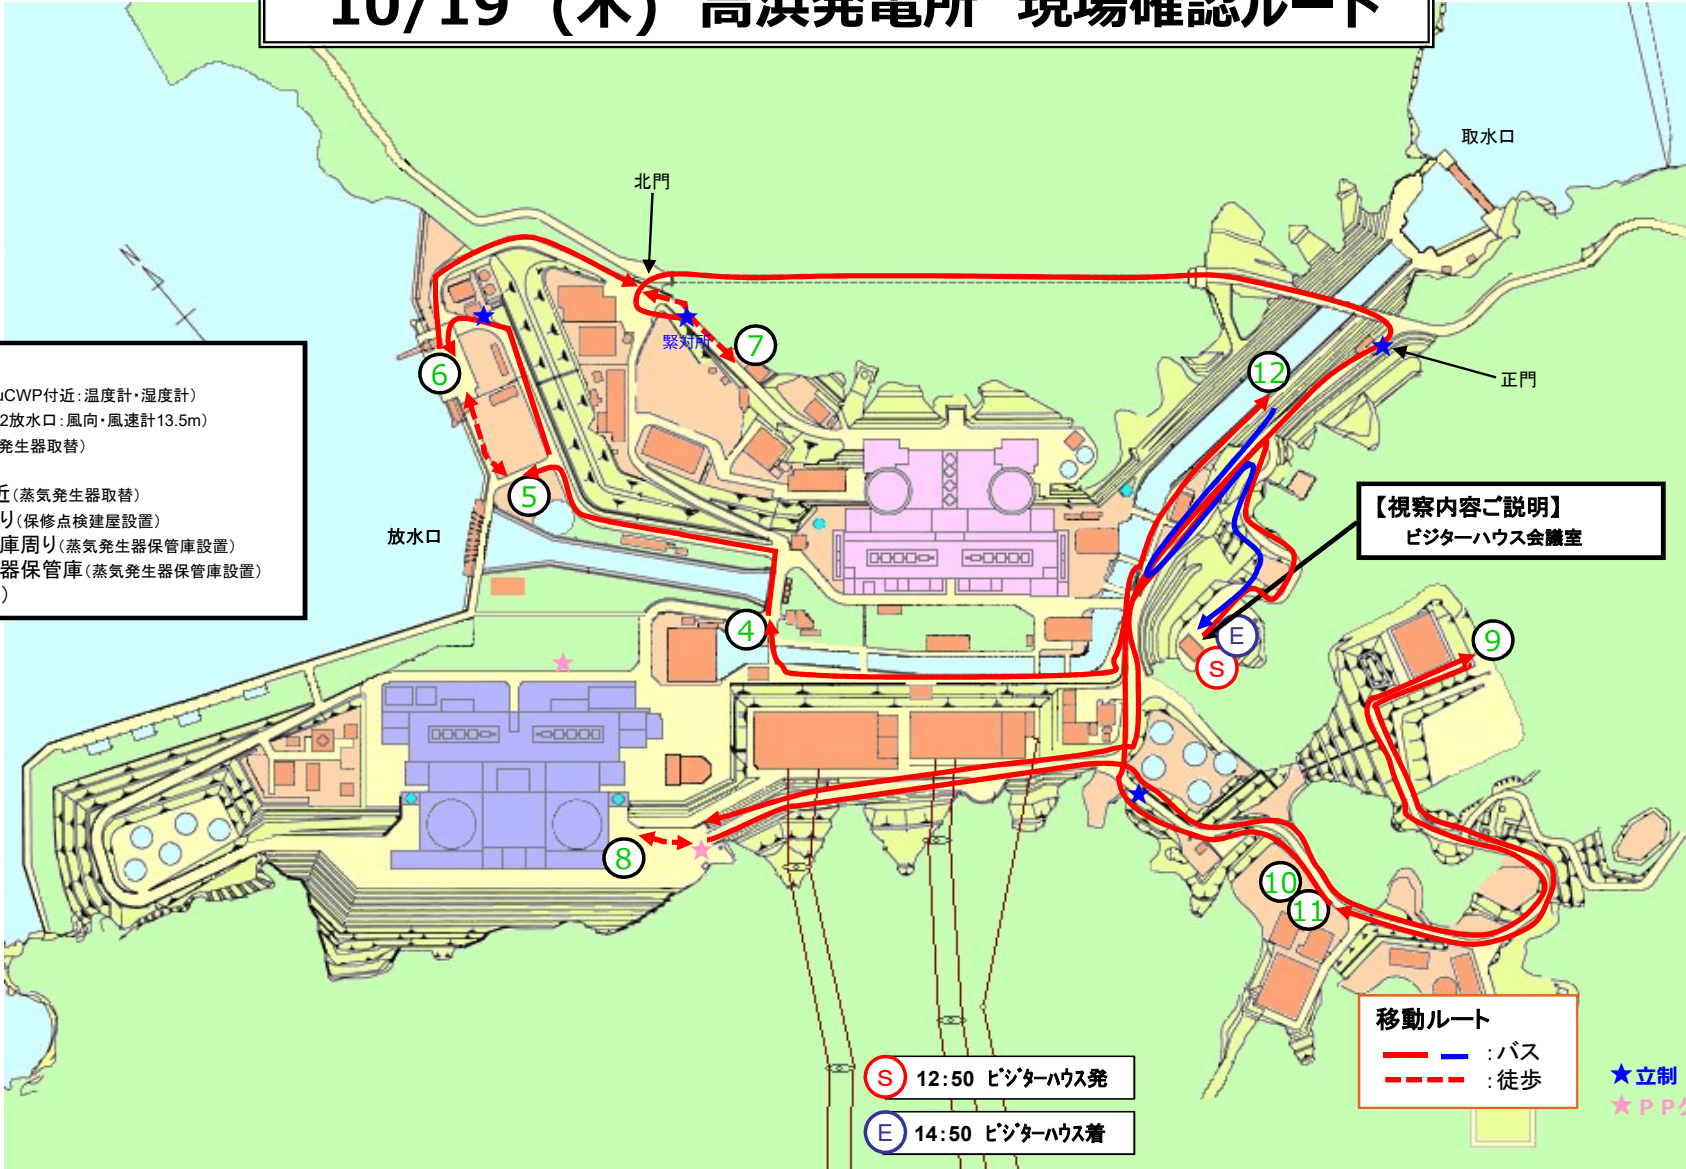 10/19 (木) 高浜発電所 現場確認ルート
取水口
北門
緊対所
正門
CWP付近:温度計・湿度計)
2放水口:風向・風速計13.5m)
発生器取替)
近(蒸気発生器取替)
り(保修点検建屋設置)
庫周り(蒸気発生器保管庫設置)
器保管庫(蒸気発生器保管庫設置)
)
7
12
6
5
【視察内容ご説明】
ビジターハウス会議室
放水口
4
E
S
9
8
10
11
移動ルート
:バス
:徒歩
S 12:50 ビジターハウス発
E 14:50 ビジターハウス着
★立制
★PP
N